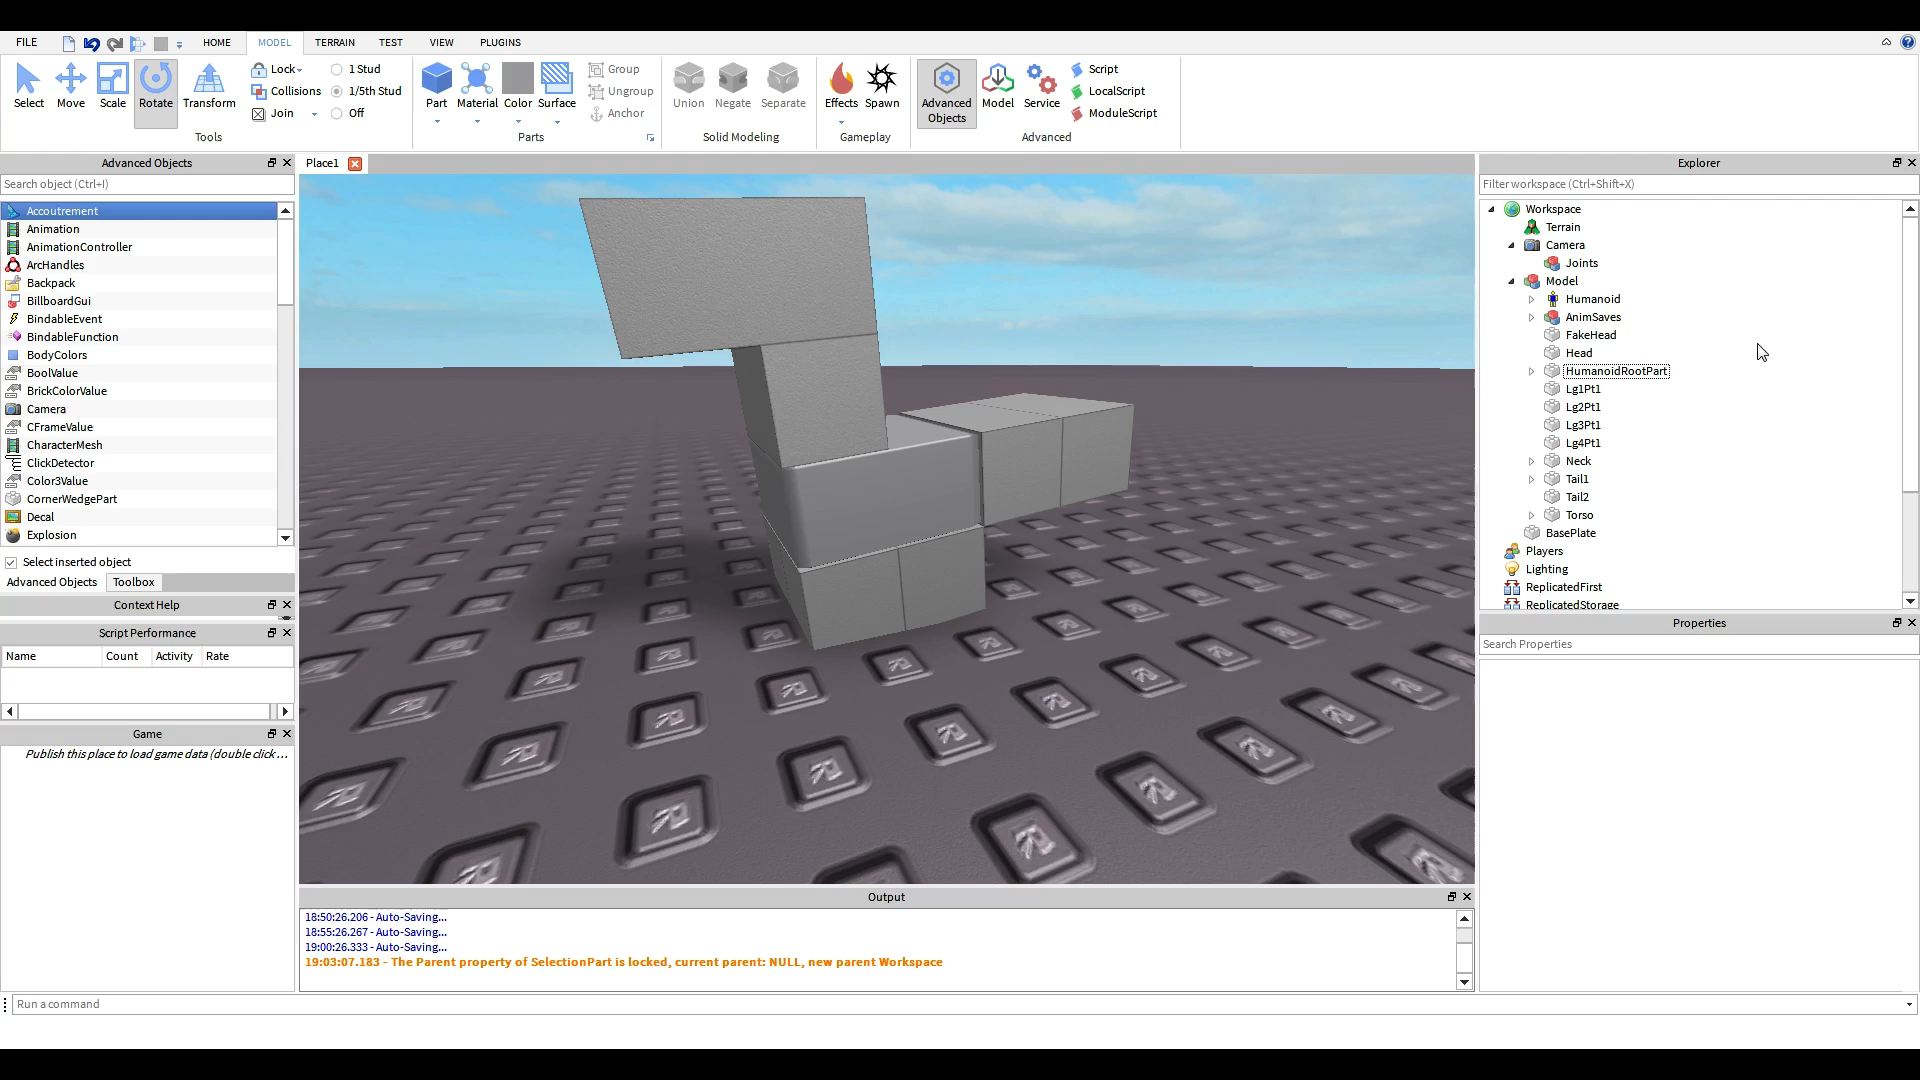 FILE HOME MODEL TERRAIN TEST VIEW PLUGINS
Select Move Scale Rotate Transform
Lock
Collisions
Join
1 Stud
1/5th Stud
Off
Tools
Part Material Color Surface
Group
Ungroup
Anchor
Parts
Union Negate Separate
Solid Modeling
Effects Spawn
Gameplay
Advanced
Objects
Model Service
Script
LocalScript
ModuleScript
Advanced
Advanced Objects
Search object (Ctrl+I)
Accoutrement
Animation
AnimationController
ArcHandles
Backpack
BillboardGui
BindableEvent
BindableFunction
BodyColors
BoolValue
BrickColorValue
Camera
CFrameValue
CharacterMesh
ClickDetector
Color3Value
CornerWedgePart
Decal
Explosion
Select inserted object
Advanced Objects Toolbox
Context Help
Script Performance
Name Count Activity Rate
Game
Publish this place to load game data (double click ...
Place1
Output
18:50:26.206 - Auto-Saving...
18:55:26.267 - Auto-Saving...
19:00:26.333 - Auto-Saving...
19:03:07.183 - The Parent property of SelectionPart is locked, current parent: NULL, new parent Workspace
Run a command
Explorer
Filter workspace (Ctrl+Shift+X)
Workspace
Terrain
Camera
Joints
Model
Humanoid
AnimSaves
FakeHead
Head
HumanoidRootPart
Lg1Pt1
Lg2Pt1
Lg3Pt1
Lg4Pt1
Neck
Tail1
Tail2
Torso
BasePlate
Players
Lighting
ReplicatedFirst
ReplicatedStorage
Properties
Search Properties